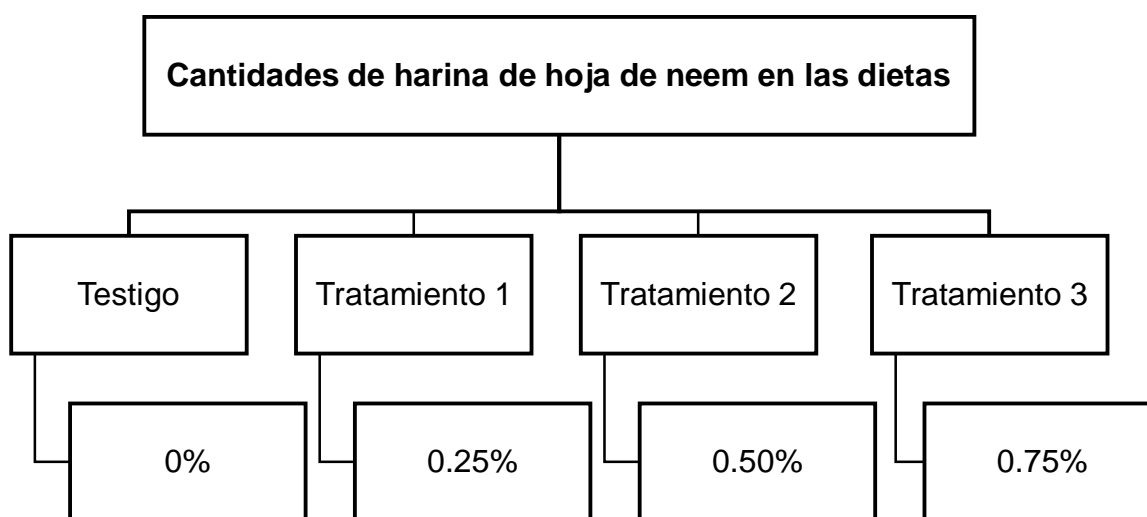 Cantidades de harina de hoja de neem en las dietas
Testigo
Tratamiento 1
Tratamiento 2
Tratamiento 3
0%
0.25%
0.50%
0.75%